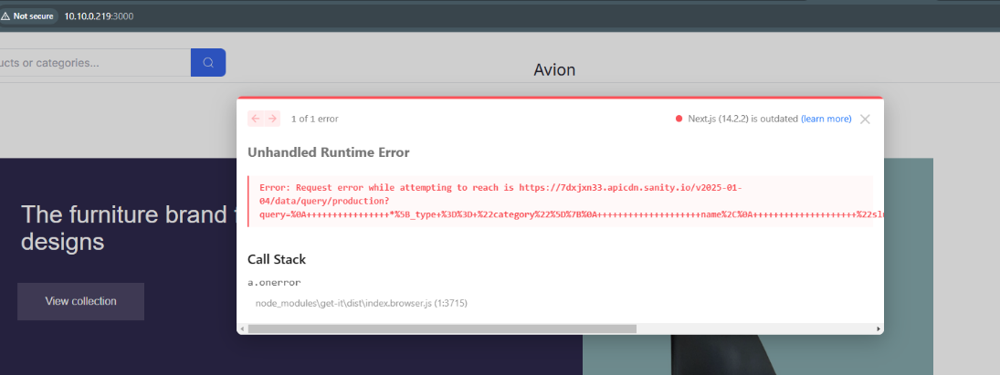 Not secure 10.10.0.219:3000
ucts or categories...
Avion
1 of 1 error
Next.js (14.2.2) is outdated (learn more)
Unhandled Runtime Error
Error: Request error while attempting to reach is https://7dxjxn33.apicdn.sanity.io/v2025-01-
04/data/query/production?
query=%0A++++++++++++++++*%5B_type+%3D%3D+%22category%22%5D%7B%0A++++++++++++++++++++name%2C%0A++++++++++++++++++++%22slu
The furniture brand f
designs
View collection
Call Stack
a.onerror
node_modules\get-it\dist\index.browser.js (1:3715)